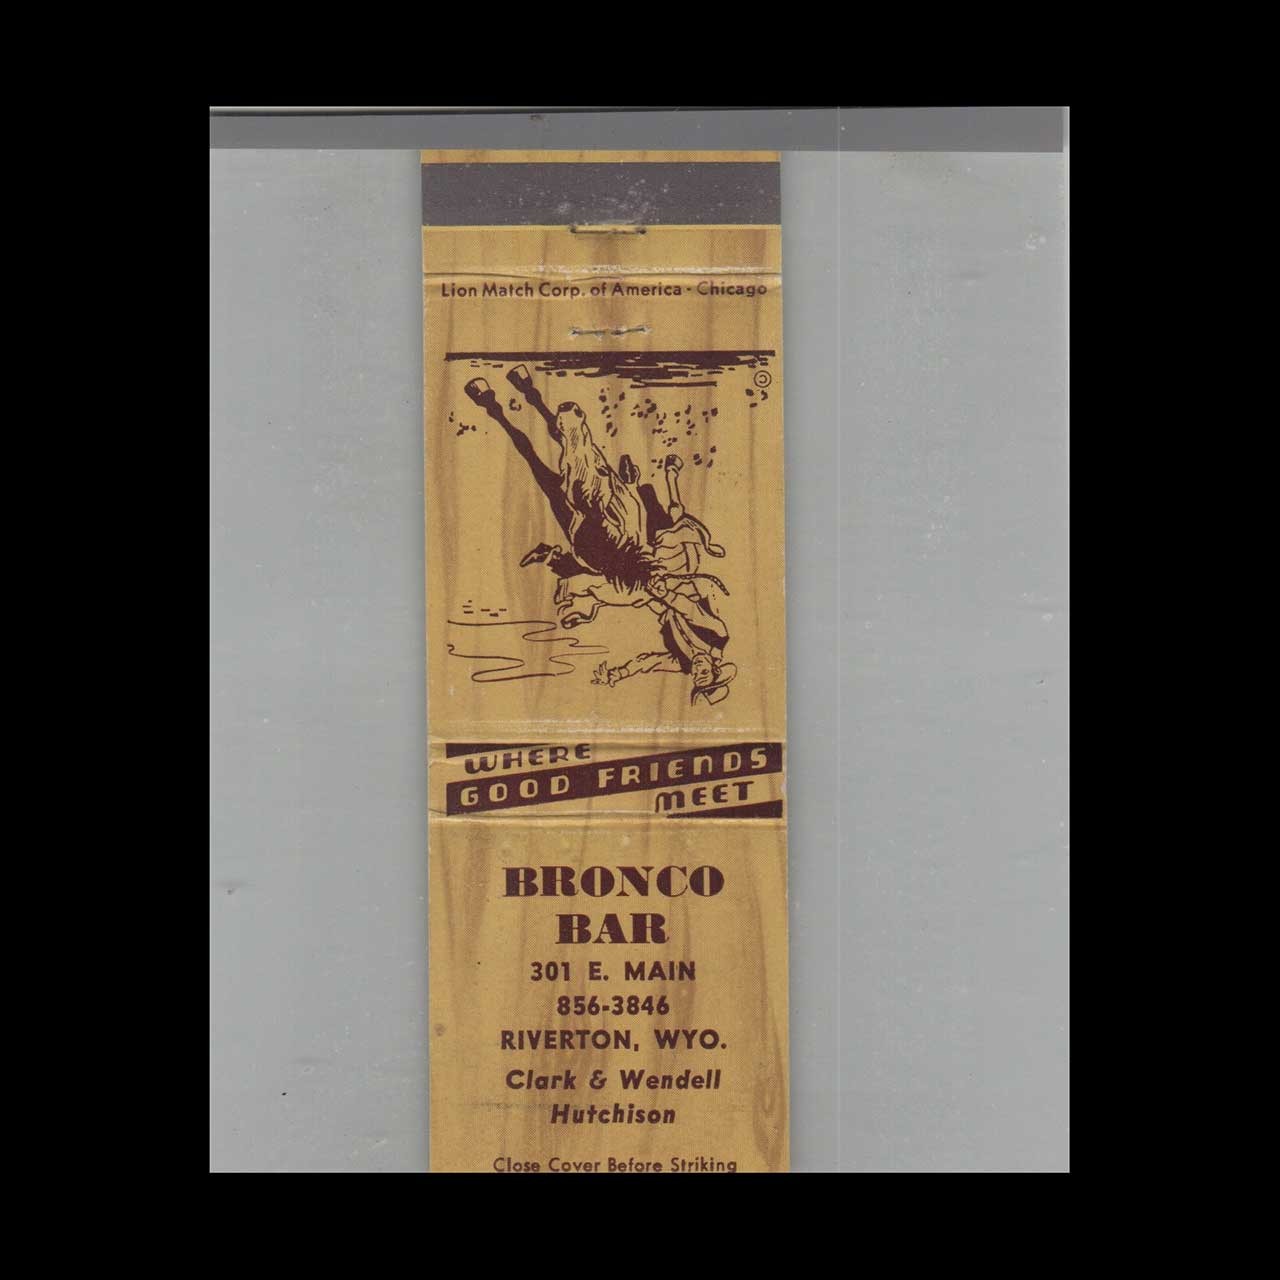 Lion Match Corp. of America - Chicago
©
WHERE
GOOD FRIENDS
MEET
BRONCO
BAR
301 E. MAIN
856-3846
RIVERTON, WYO.
Clark & Wendell
Hutchison
Close Cover Before Striking